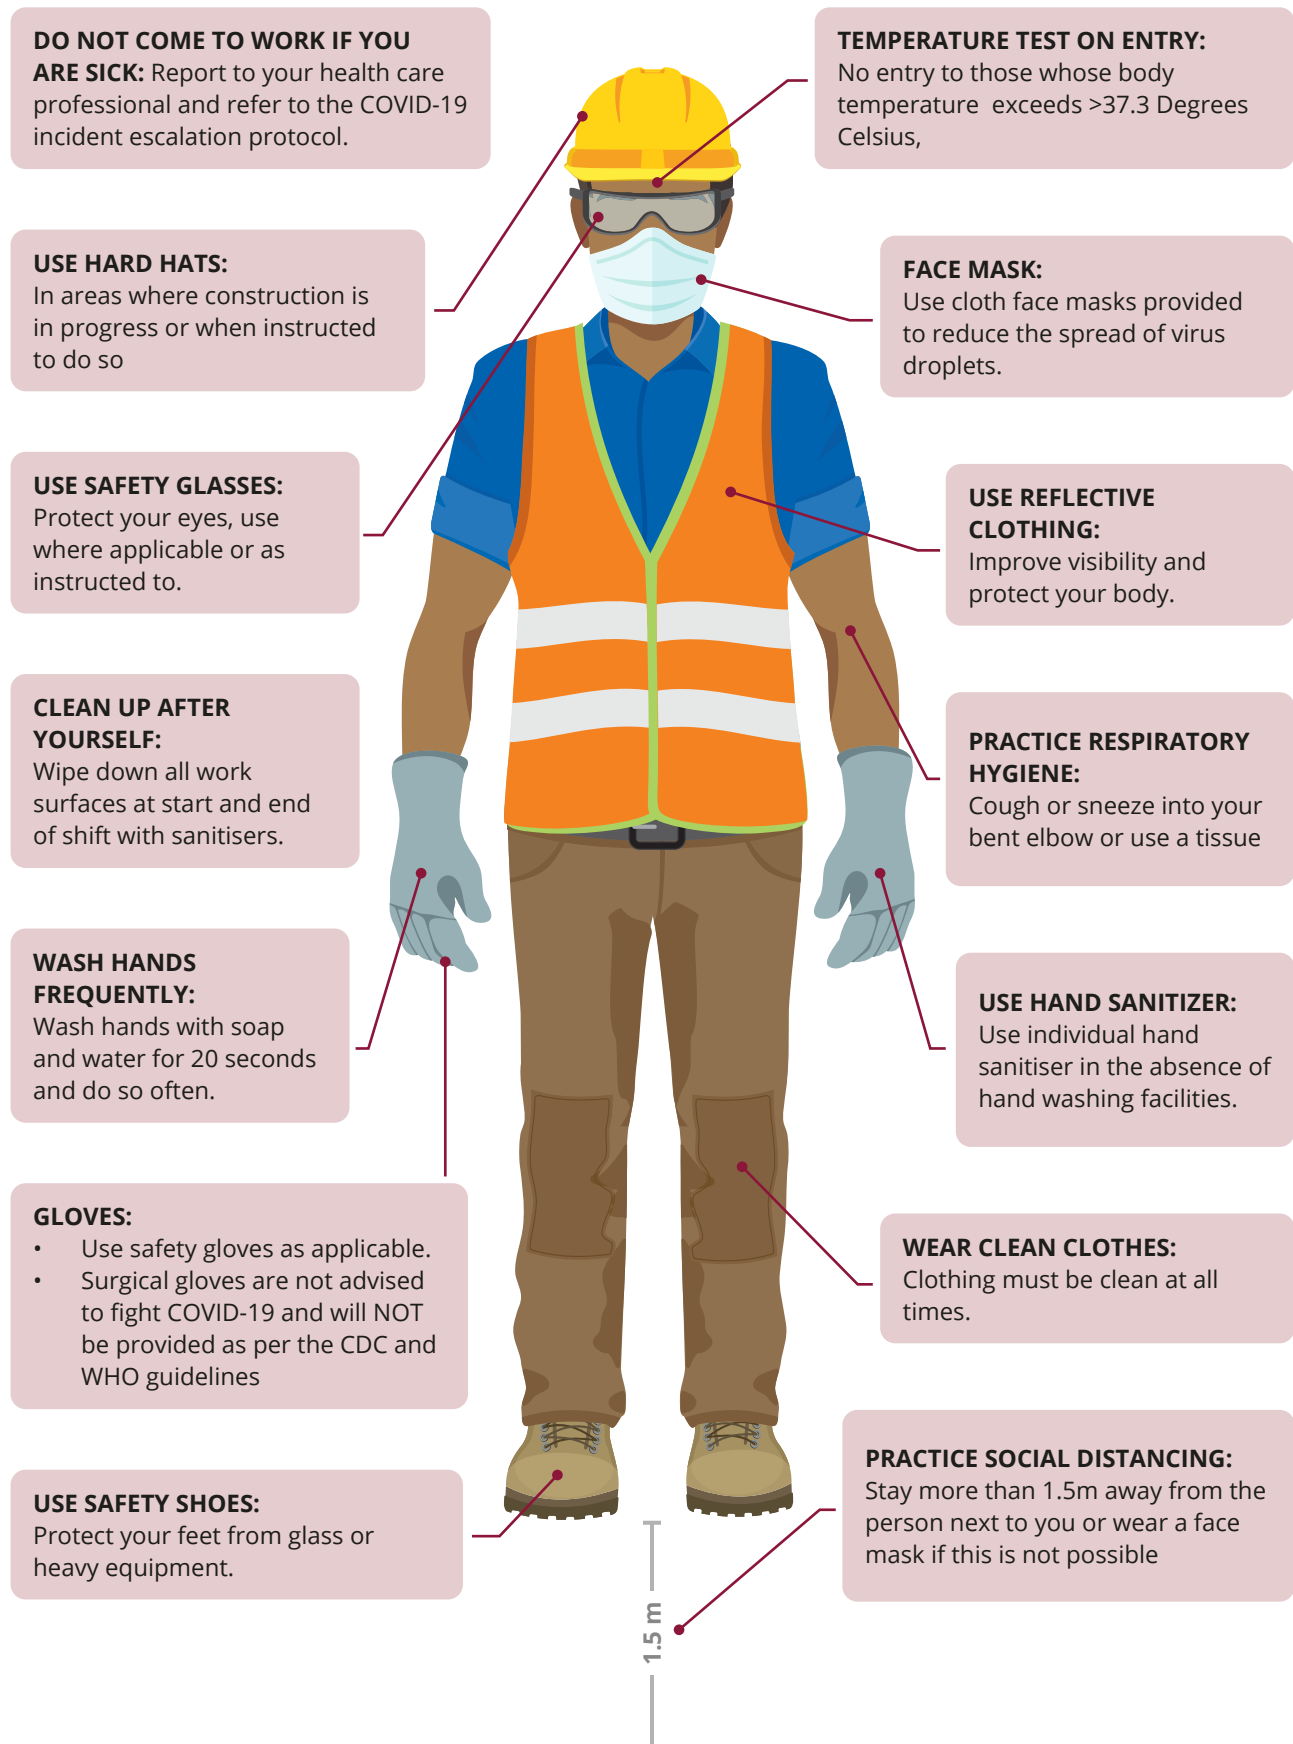 DO NOT COME TO WORK IF YOU
ARE SICK: Report to your health care
professional and refer to the COVID-19
incident escalation protocol.
USE HARD HATS:
In areas where construction is
in progress or when instructed
to do so
USE SAFETY GLASSES:
Protect your eyes, use
where applicable or as
instructed to.
CLEAN UP AFTER
YOURSELF:
Wipe down all work
surfaces at start and end
of shift with sanitisers.
WASH HANDS
FREQUENTLY:
Wash hands with soap
and water for 20 seconds
and do so often.
GLOVES:
• Use safety gloves as applicable.
• Surgical gloves are not advised
to fight COVID-19 and will NOT
be provided as per the CDC and
WHO guidelines
USE SAFETY SHOES:
Protect your feet from glass or
heavy equipment.
TEMPERATURE TEST ON ENTRY:
No entry to those whose body
temperature exceeds >37.3 Degrees
Celsius,
FACE MASK:
Use cloth face masks provided
to reduce the spread of virus
droplets.
USE REFLECTIVE
CLOTHING:
Improve visibility and
protect your body.
PRACTICE RESPIRATORY
HYGIENE:
Cough or sneeze into your
bent elbow or use a tissue
USE HAND SANITIZER:
Use individual hand
sanitiser in the absence of
hand washing facilities.
WEAR CLEAN CLOTHES:
Clothing must be clean at all
times.
PRACTICE SOCIAL DISTANCING:
Stay more than 1.5m away from the
person next to you or wear a face
mask if this is not possible
1.5 m